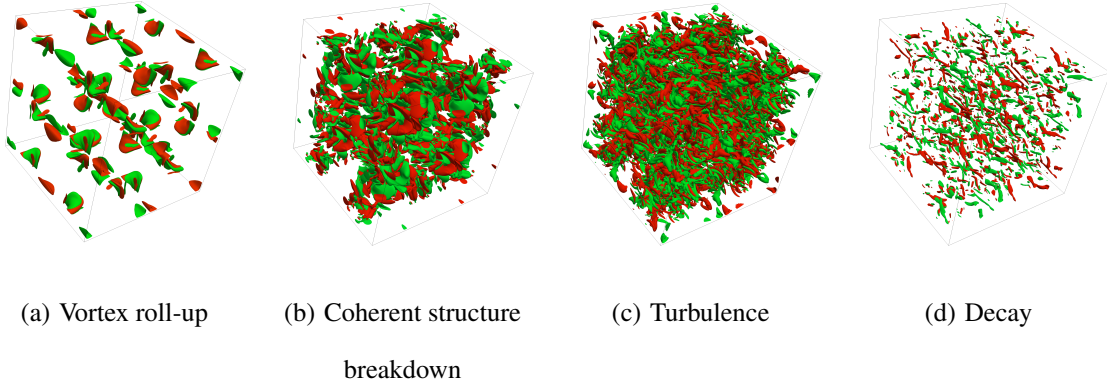 (a) Vortex roll-up
(b) Coherent structure
breakdown
(c) Turbulence
(d) Decay